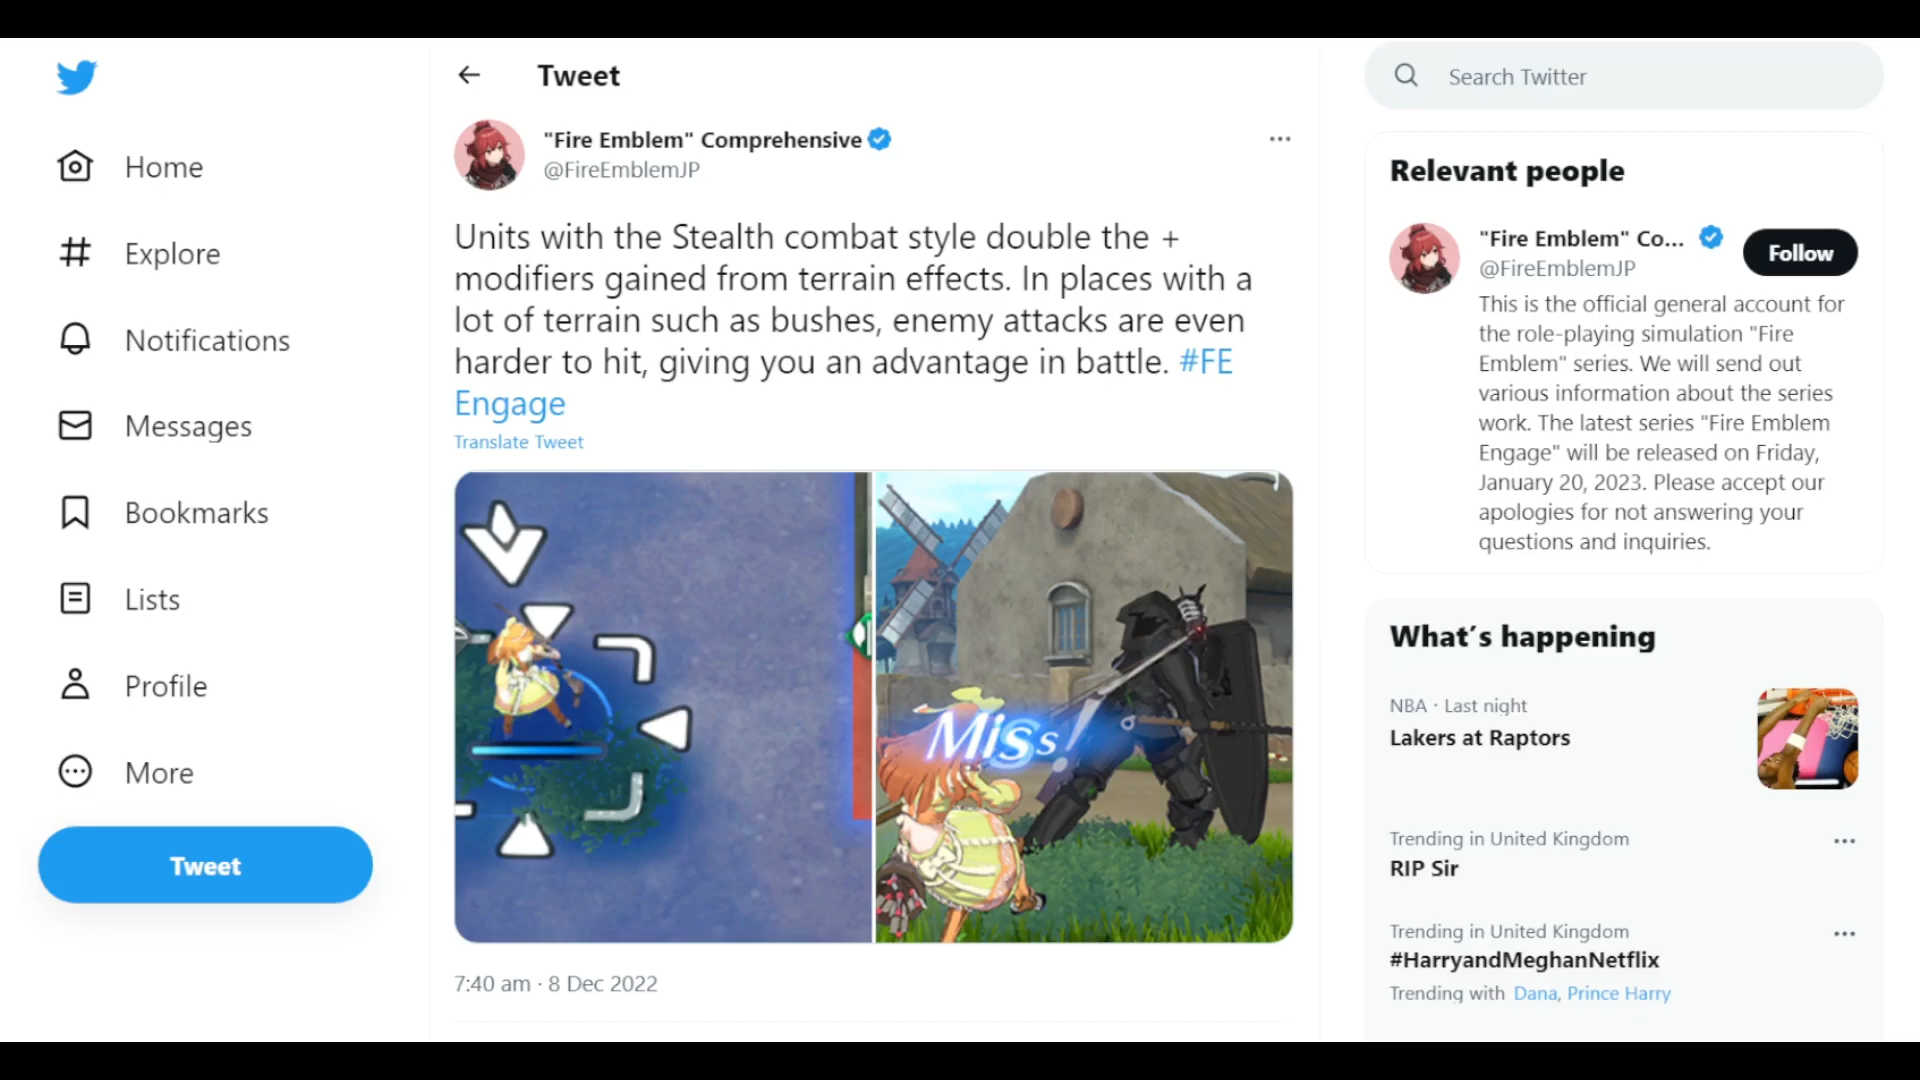 Home
Explore
Notifications
Messages
Bookmarks
Lists
Profile
More
Tweet
Tweet
"Fire Emblem" Comprehensive
@FireEmblemJP
Units with the Stealth combat style double the +
modifiers gained from terrain effects. In places with a
lot of terrain such as bushes, enemy attacks are even
harder to hit, giving you an advantage in battle. #FE
Engage
Translate Tweet
Miss!
7:40 am · 8 Dec 2022
Search Twitter
Relevant people
"Fire Emblem" Co...
@FireEmblemJP
Follow
This is the official general account for
the role-playing simulation "Fire
Emblem" series. We will send out
various information about the series
work. The latest series "Fire Emblem
Engage" will be released on Friday,
January 20, 2023. Please accept our
apologies for not answering your
questions and inquiries.
What's happening
NBA · Last night
Lakers at Raptors
Trending in United Kingdom
RIP Sir
Trending in United Kingdom
#HarryandMeghanNetflix
Trending with Dana, Prince Harry